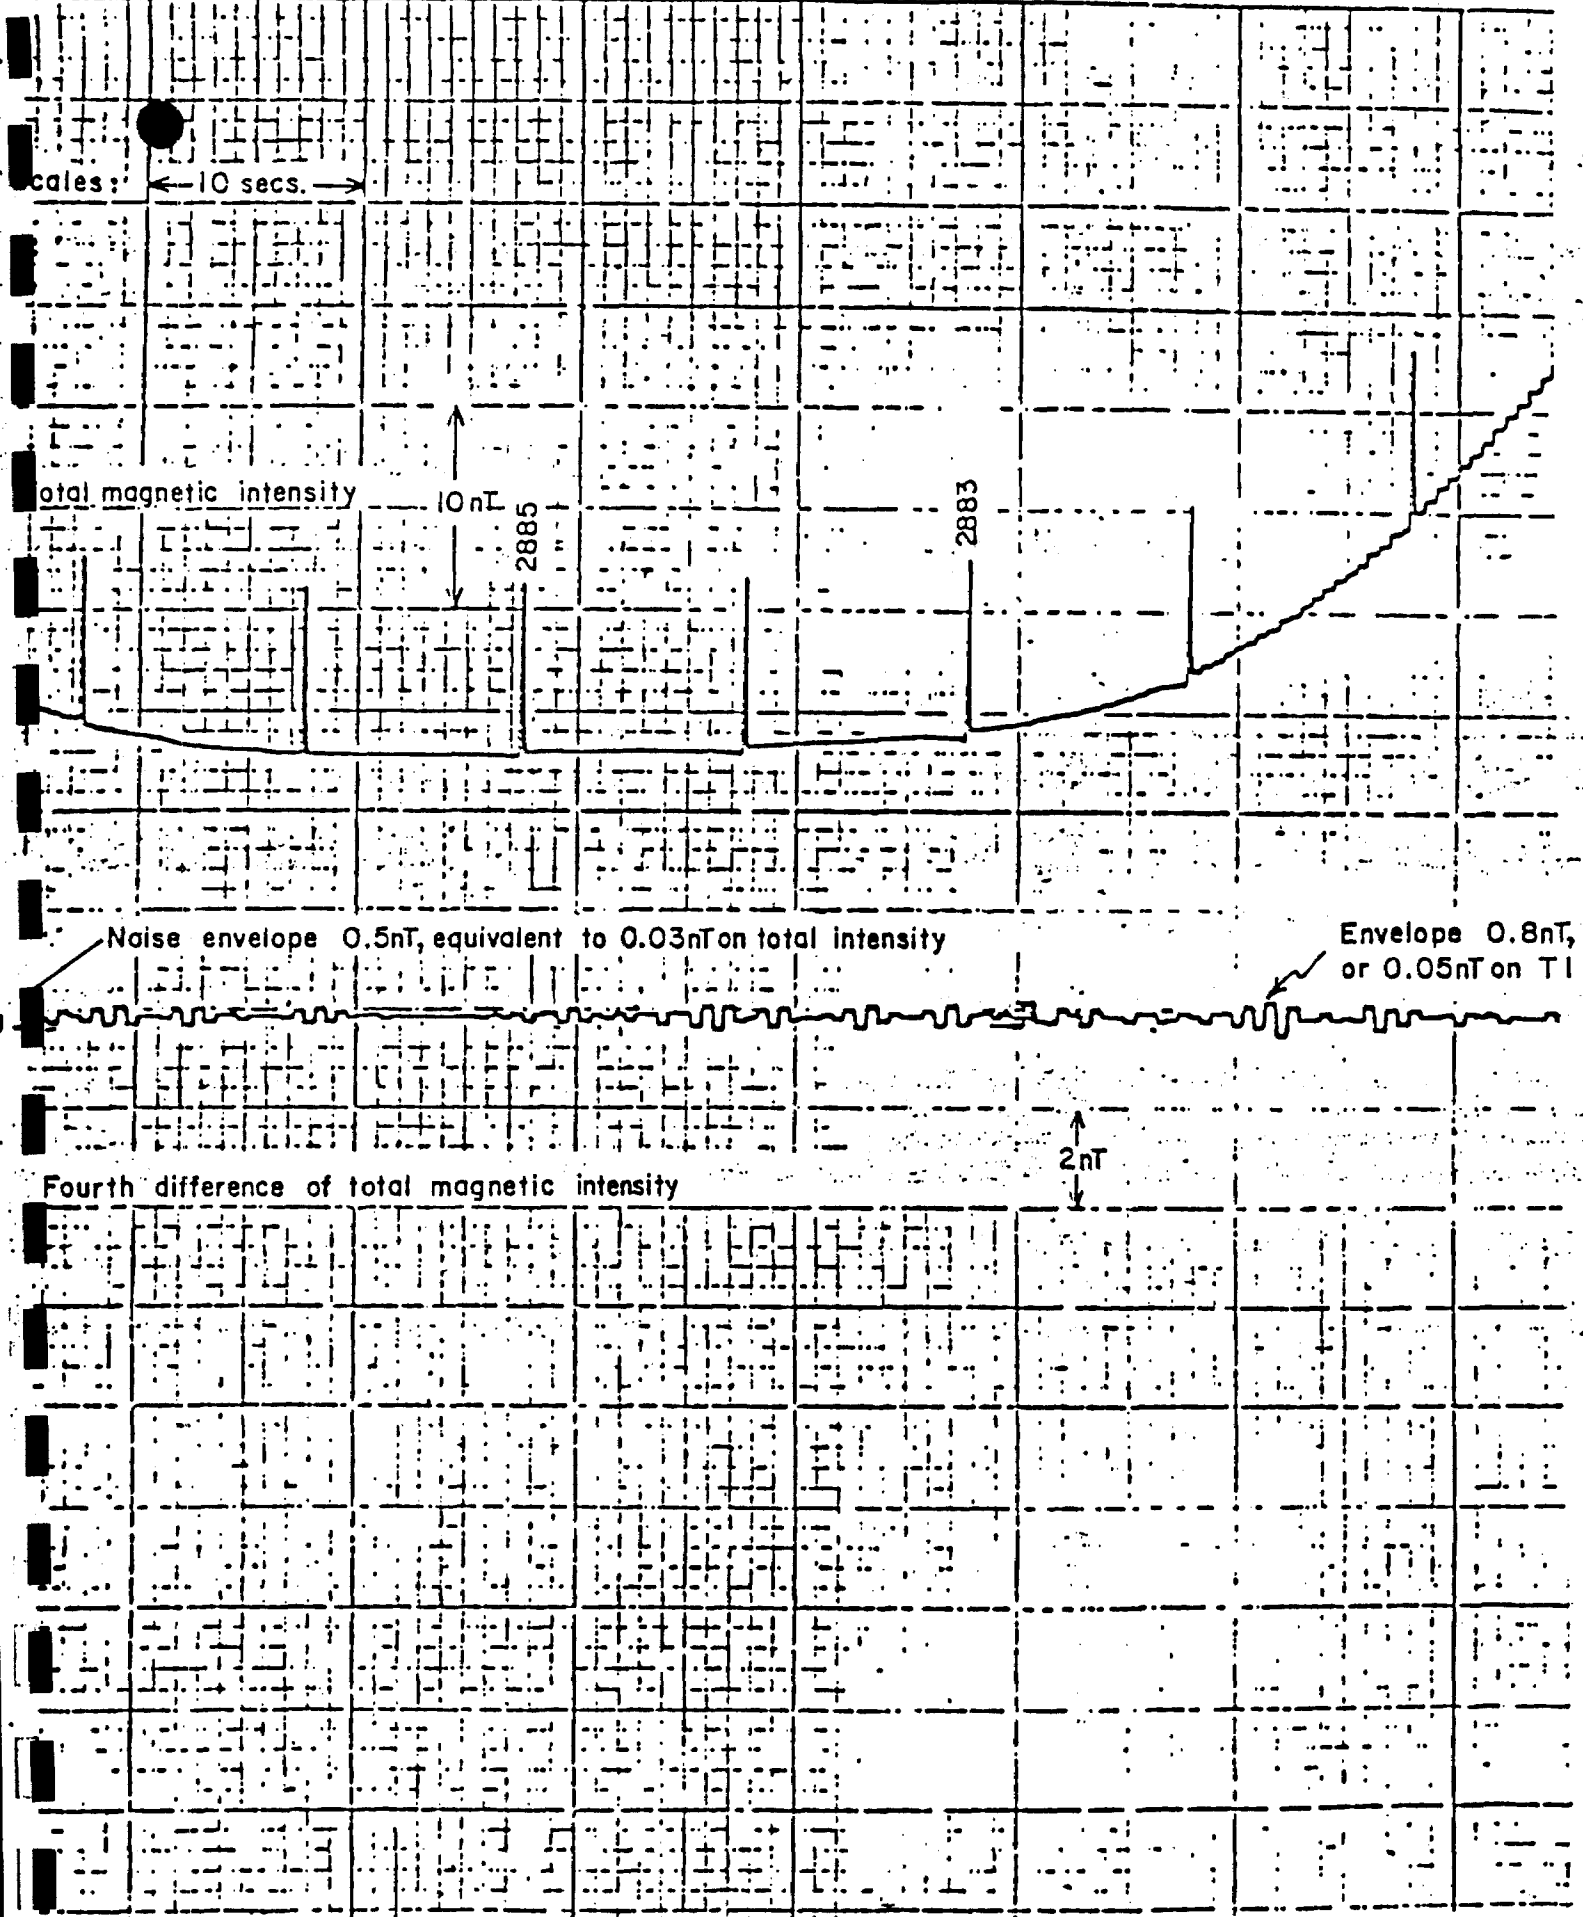 cales:
10 secs.
otal magnetic intensity
10nT
2885
2883
Noise envelope 0.5nT, equivalent to 0.03nT on total intensity
Envelope 0.8nT,
or 0.05nT on TI
2nT
Fourth difference of total magnetic intensity